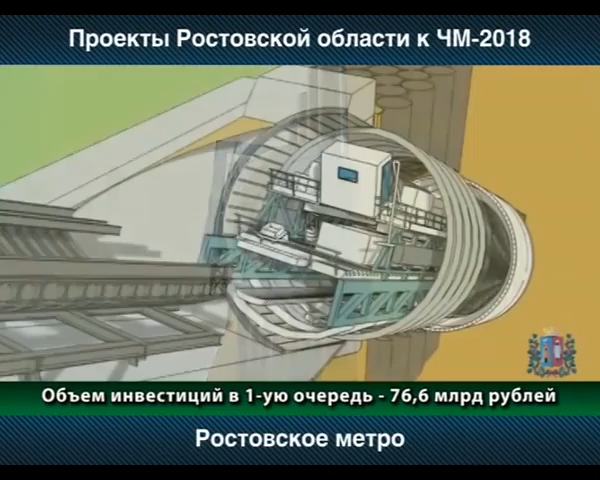 Проекты Ростовской области к ЧМ-2018
Объем инвестиций в 1-ую очередь - 76,6 млрд рублей
Ростовское метро